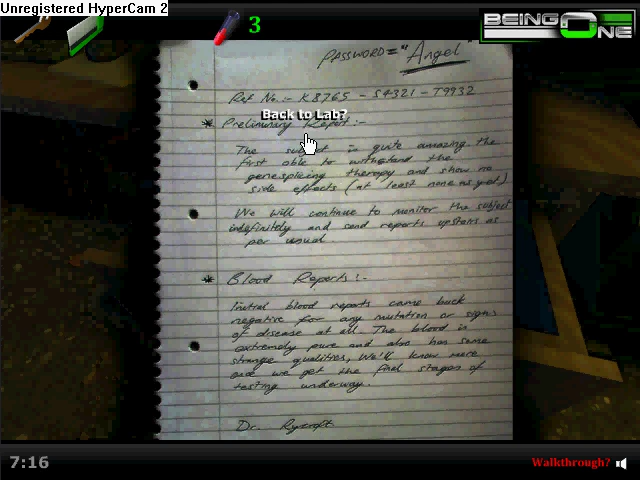 Unregistered HyperCam 2
3
BEING ONE
PASSWORD = "Angel"
Ref No.:- K8765 - S4321 - T9932
Back to Lab?
* Preliminary Report:-
The subject is quite amazing the
first able to withstand the
genesplicing therapy and show no
side effects (at least none as yet)
We will continue to monitor the subject
indefinitely and send reports upstairs as
per usual
* Blood Reports:-
Initial blood reports came back
negative for any mutation or signs
of disease at all. The blood is
extremely pure and also has some
strange qualities, We'll know more
once we get the final stages of
testing underway.
Dr. Rycroft
7:16
Walkthrough?